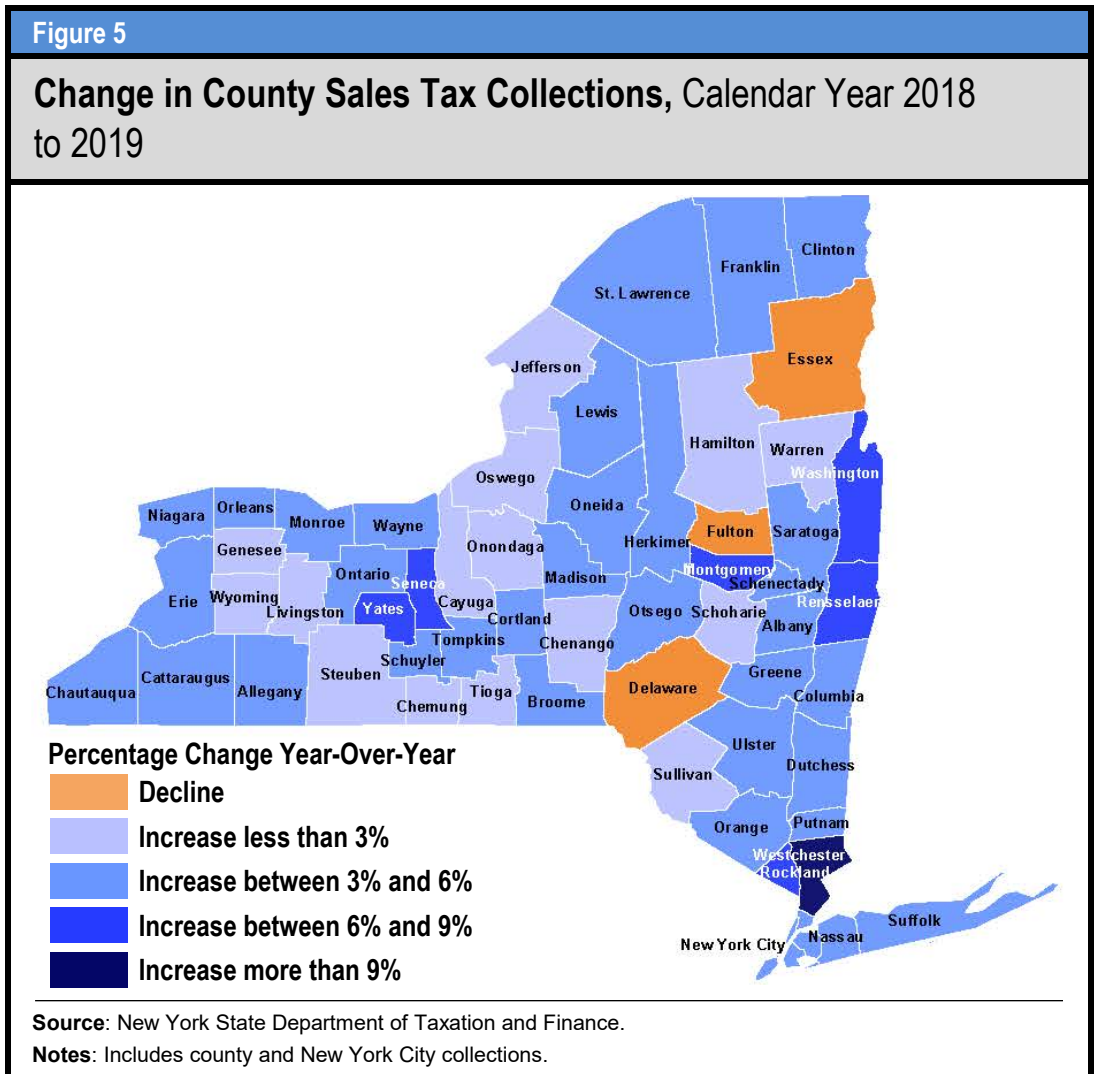 Figure 5
Change in County Sales Tax Collections, Calendar Year 2018
to 2019
Clinton
Franklin
St. Lawrence
Essex
Jefferson
Lewis
Hamilton
Warren
Washington
Oswego
Oneida
Herkimer
Fulton
Saratoga
Niagara
Orleans
Monroe
Wayne
Genesee
Onondaga
Madison
Montgomery
Schenectady
Rensselaer
Ontario
Seneca
Erie
Wyoming
Livingston
Yates
Cayuga
Cortland
Chenango
Otsego
Schoharie
Albany
Tompkins
Schuyler
Steuben
Chautauqua
Cattaraugus
Allegany
Chemung
Tioga
Broome
Delaware
Greene
Columbia
Ulster
Dutchess
Sullivan
Orange
Putnam
Westchester
Rockland
New York City
Nassau
Suffolk
Percentage Change Year-Over-Year
Decline
Increase less than 3%
Increase between 3% and 6%
Increase between 6% and 9%
Increase more than 9%
Source: New York State Department of Taxation and Finance.
Notes: Includes county and New York City collections.